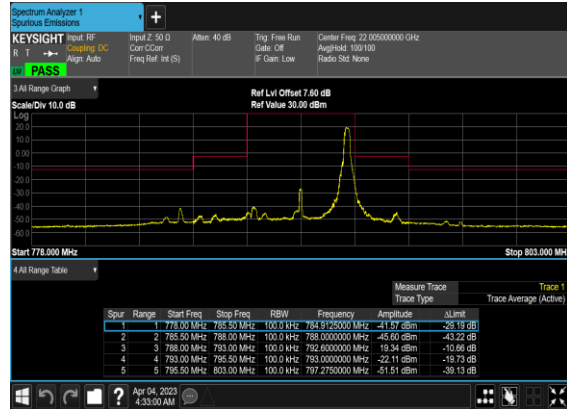 Spectrum Analyzer 1
Spurious Emissions
KEYSIGHT Input: RF Input Z: 50 Ω Atten: 40 dB Trig: Free Run Center Freq: 22.005000000 GHz
R T Coupling: DC Corr CCorr Gate: Off Avg|Hold: 100/100
Align: Auto Freq Ref: Int (S) IF Gain: Low Radio Std: None
PASS
3 All Range Graph
Ref Lvl Offset 7.60 dB
Scale/Div 10.0 dB Ref Value 30.00 dBm
Log
20.0
10.0
0.00
-10.0
-20.0
-30.0
-40.0
-50.0
-60.0
Start 778.000 MHz Stop 803.000 MH
4 All Range Table
Measure Trace Trace 1
Trace Type Trace Average (Active)
Spur Range Start Freq Stop Freq RBW Frequency Amplitude ΔLimit
1 1 778.00 MHz 785.50 MHz 100.0 kHz 784.9125000 MHz -41.57 dBm -29.19 dB
2 2 785.50 MHz 788.00 MHz 100.0 kHz 788.0000000 MHz -45.60 dBm -43.22 dB
3 3 788.00 MHz 793.00 MHz 100.0 kHz 792.6000000 MHz 19.34 dBm -10.66 dB
4 4 793.00 MHz 795.50 MHz 100.0 kHz 793.0000000 MHz -22.11 dBm -19.73 dB
5 5 795.50 MHz 803.00 MHz 100.0 kHz 797.2750000 MHz -51.51 dBm -39.13 dB
Apr 04, 2023
4:33:00 AM